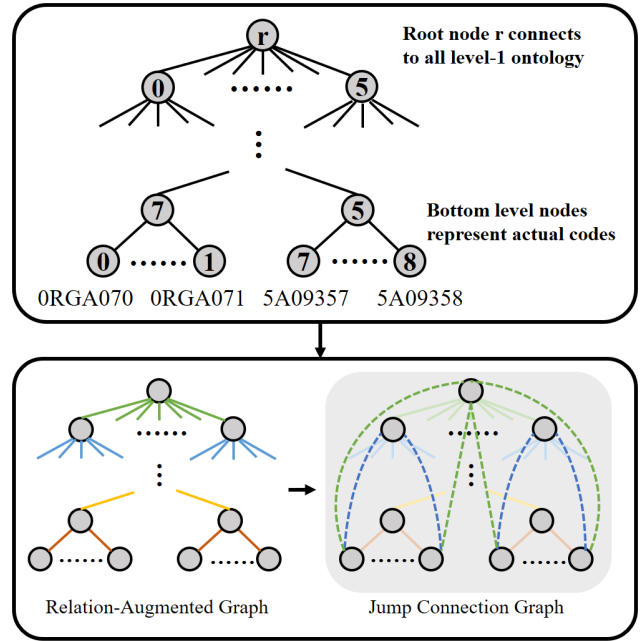 r
Root node r connects
to all level-1 ontology
0 ...... 5
7 5
Bottom level nodes
represent actual codes
0 ...... 1 7 ...... 8
0RGA070 0RGA071 5A09357 5A09358
......
......
...... ......
...... ......
Relation-Augmented Graph
Jump Connection Graph